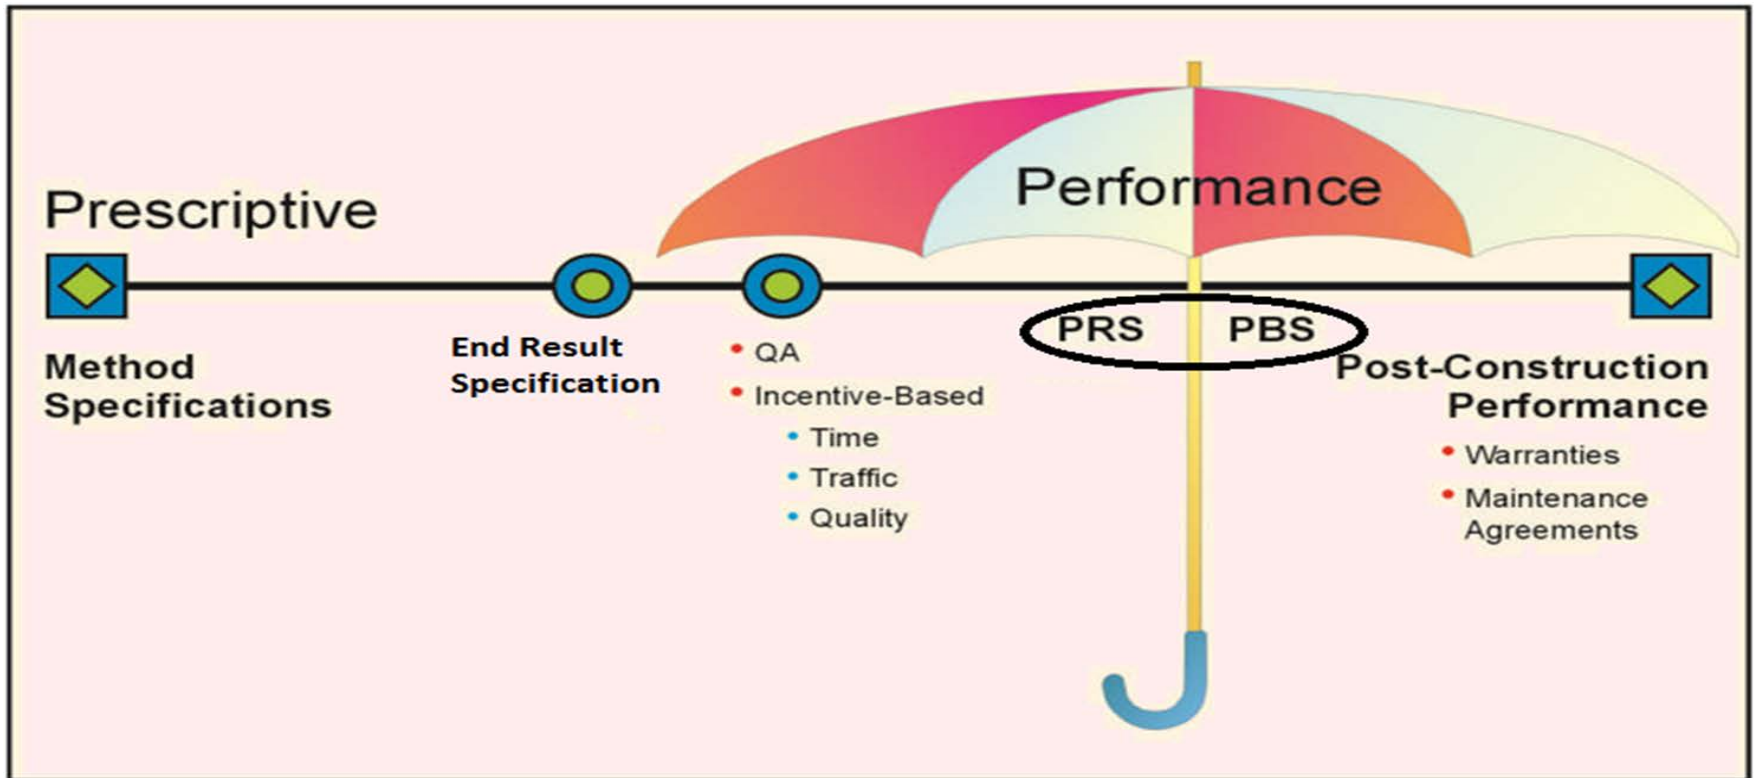 Performance
Prescriptive
PRS
PBS
Method
Specifications
End Result
Specification
• QA
• Incentive-Based
• Time
• Traffic
• Quality
Post-Construction
Performance
• Warranties
• Maintenance
Agreements